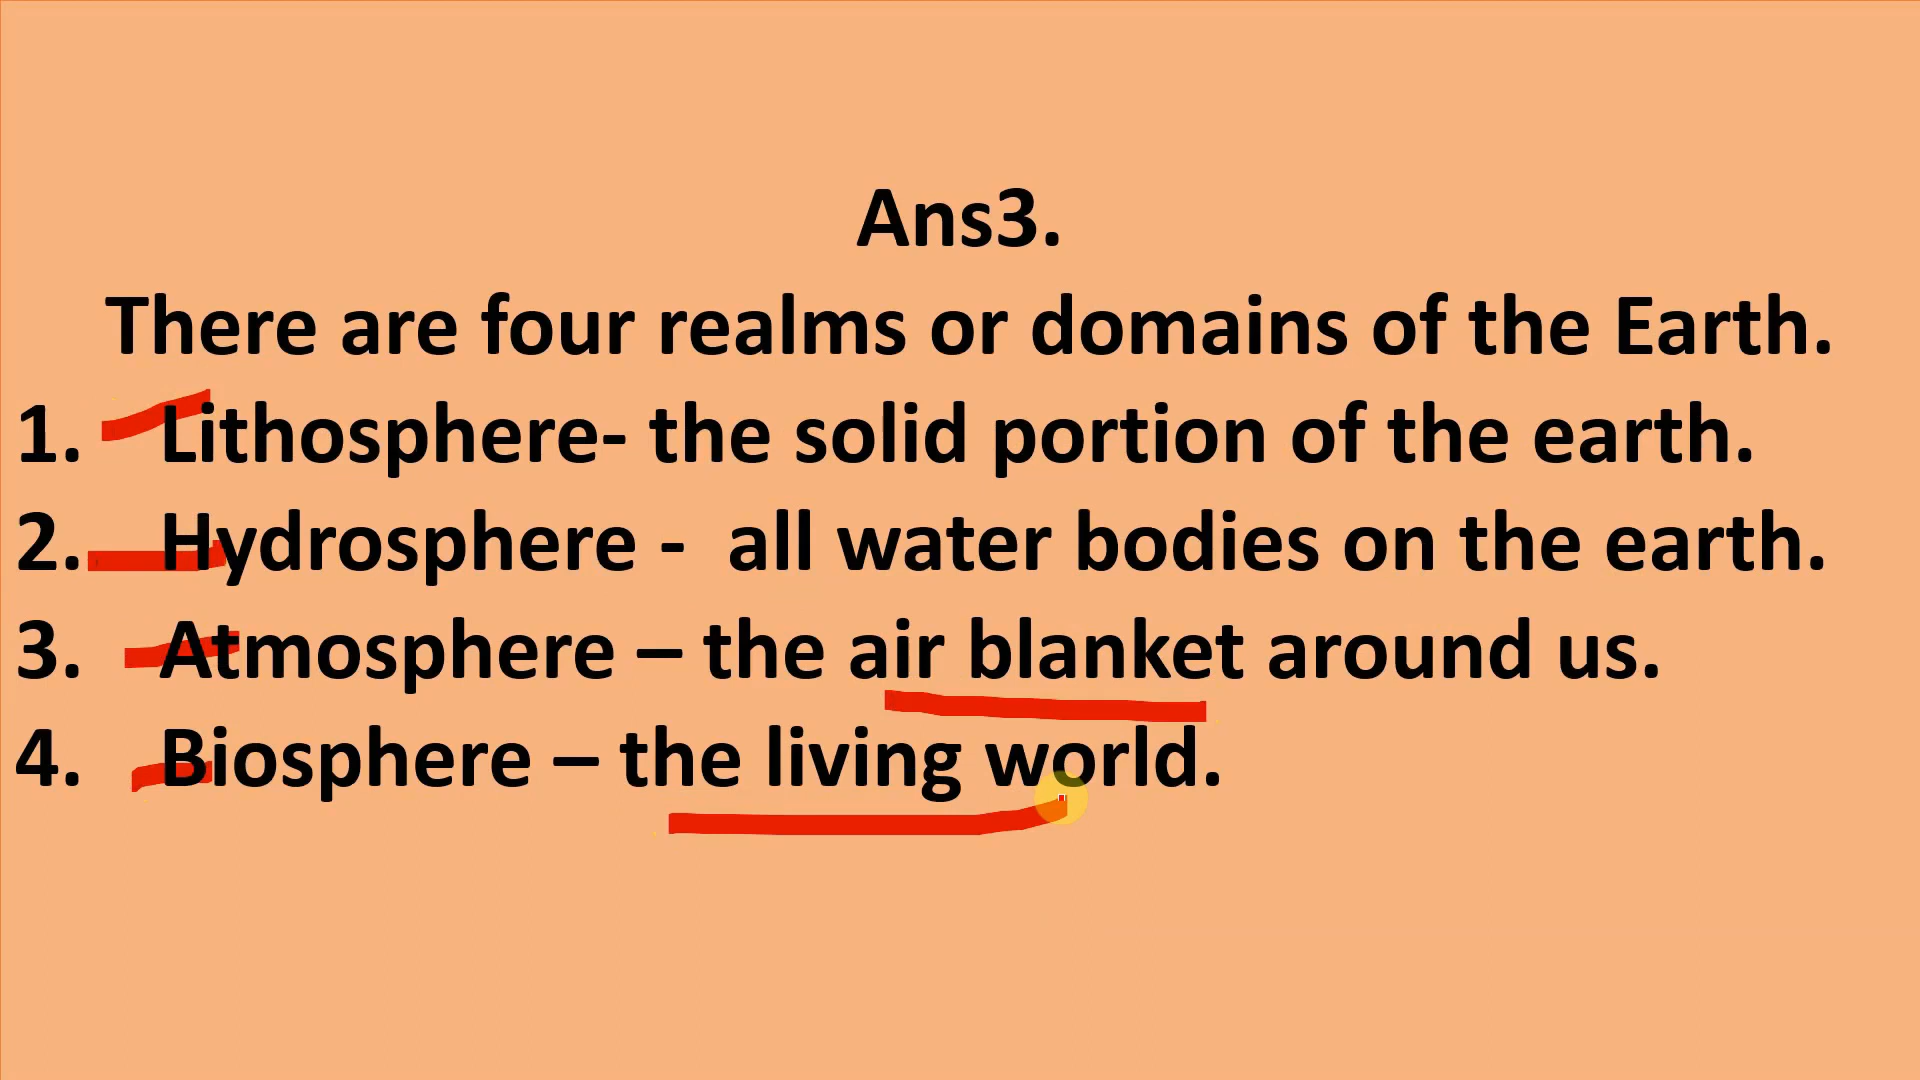 Ans3.
There are four realms or domains of the Earth.
1. Lithosphere- the solid portion of the earth.
2. Hydrosphere - all water bodies on the earth.
3. Atmosphere – the air blanket around us.
4. Biosphere – the living world.